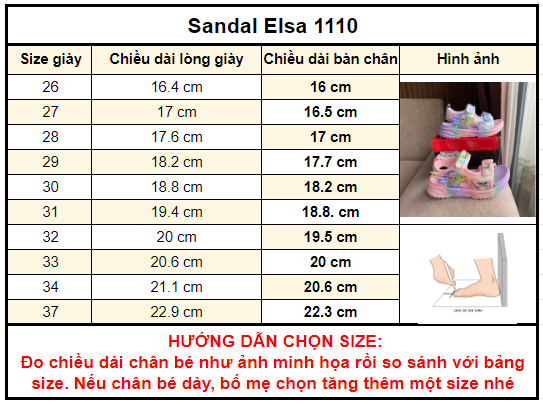 Sandal Elsa 1110
Size giày Chiều dài lòng giày Chiều dài bàn chân Hình ảnh
26 16.4 cm 16 cm
27 17 cm 16.5 cm
28 17.6 cm 17 cm
29 18.2 cm 17.7 cm
30 18.8 cm 18.2 cm
31 19.4 cm 18.8. cm
32 20 cm 19.5 cm
33 20.6 cm 20 cm
34 21.1 cm 20.6 cm
37 22.9 cm 22.3 cm
HƯỚNG DẪN CHỌN SIZE:
Đo chiều dài chân bé như ảnh minh họa rồi so sánh với bảng
size. Nếu chân bé dày, bố mẹ chọn tăng thêm một size nhé